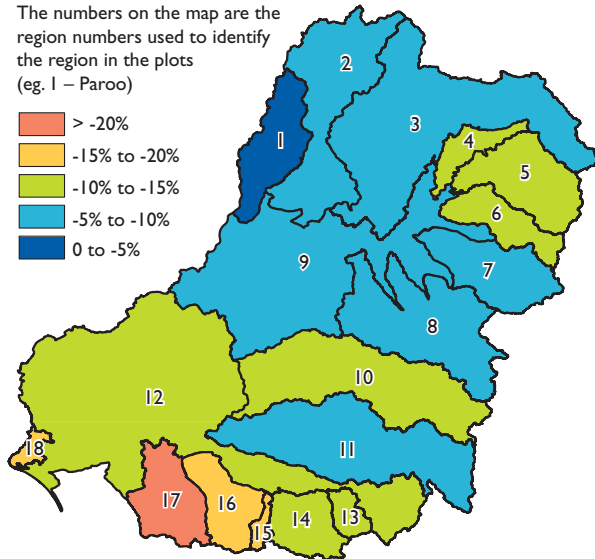 The numbers on the map are the
region numbers used to identify
the region in the plots
(eg. 1 – Paroo)
> -20%
-15% to -20%
-10% to -15%
-5% to -10%
0 to -5%
1
2
3
4
5
6
7
8
9
10
11
12
13
14
15
16
17
18